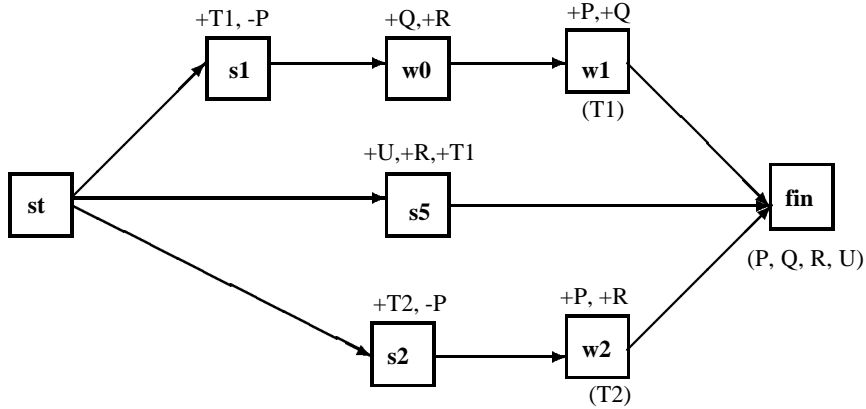 +T1, -P +Q,+R +P,+Q
s1 w0 w1
(T1)
+U,+R,+T1
st s5 fin
(P, Q, R, U)
+T2, -P +P, +R
s2 w2
(T2)